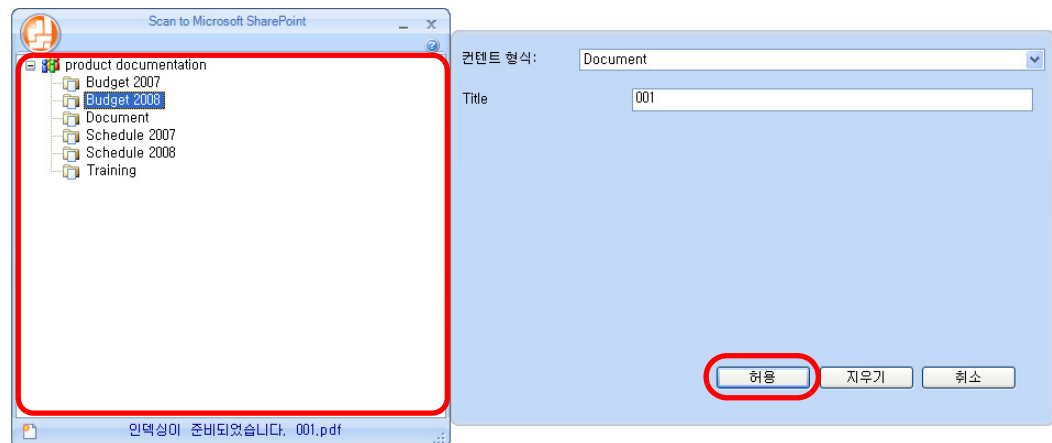 Scan to Microsoft SharePoint
product documentation
Budget 2007
Budget 2008
Document
Schedule 2007
Schedule 2008
Training
인덱싱이 준비되었습니다. 001.pdf
컨텐트 형식: Document
Title 001
허용 지우기 취소